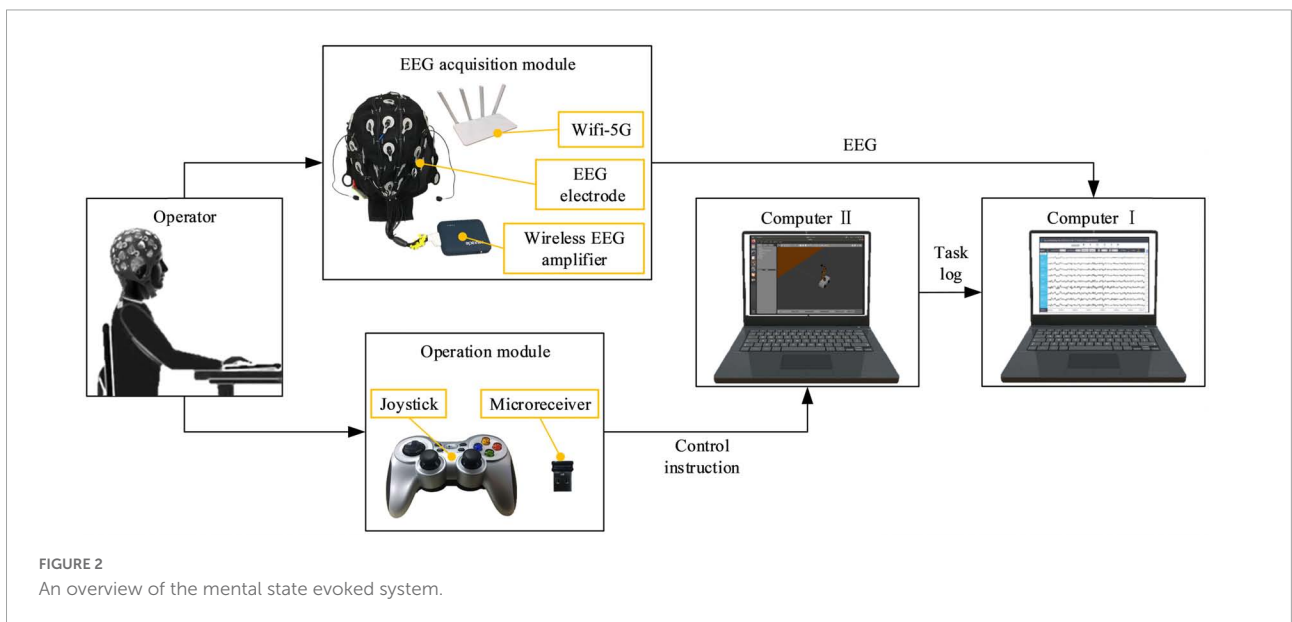 EEG acquisition module
Wifi-5G
EEG
electrode
Wireless EEG
amplifier
Operator
EEG
Computer II
Computer I
Task
log
Operation module
Joystick
Microreceiver
Control
instruction
FIGURE 2
An overview of the mental state evoked system.